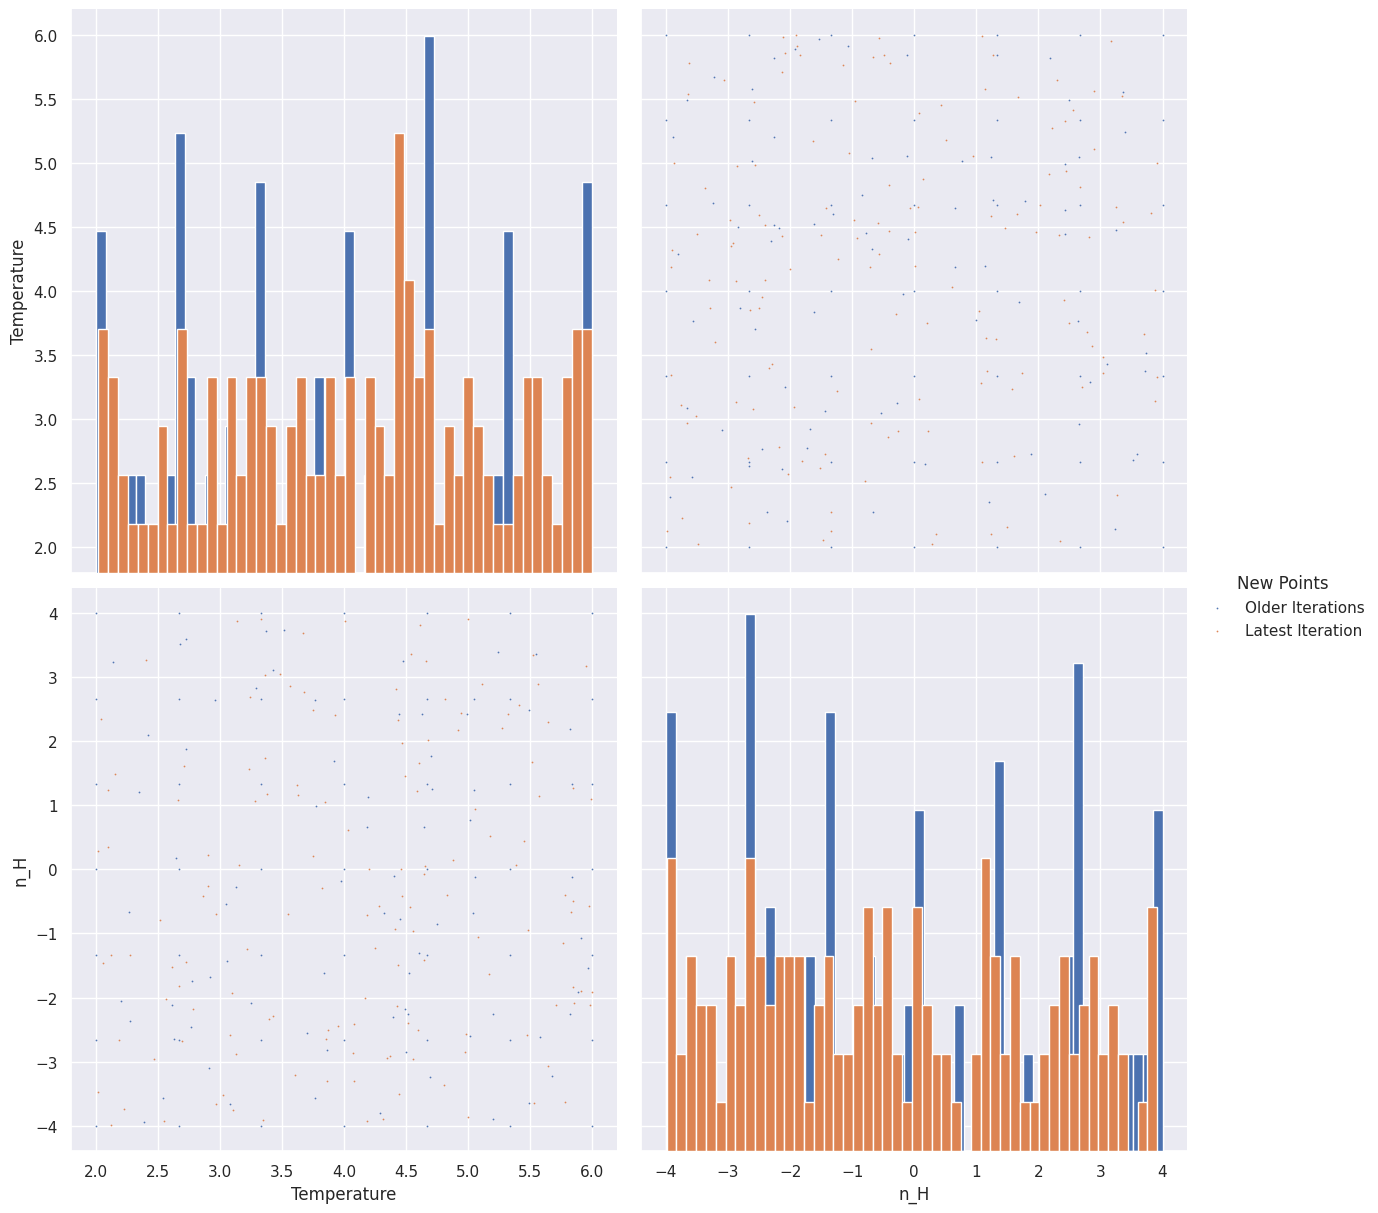 6.0
5.5
5.0
4.5
4.0
3.5
3.0
2.5
2.0
Temperature
4
3
2
1
0
−1
−2
−3
−4
n_H
2.0 2.5 3.0 3.5 4.0 4.5 5.0 5.5 6.0
Temperature
−4 −3 −2 −1 0 1 2 3 4
n_H
New Points
Older Iterations
Latest Iteration